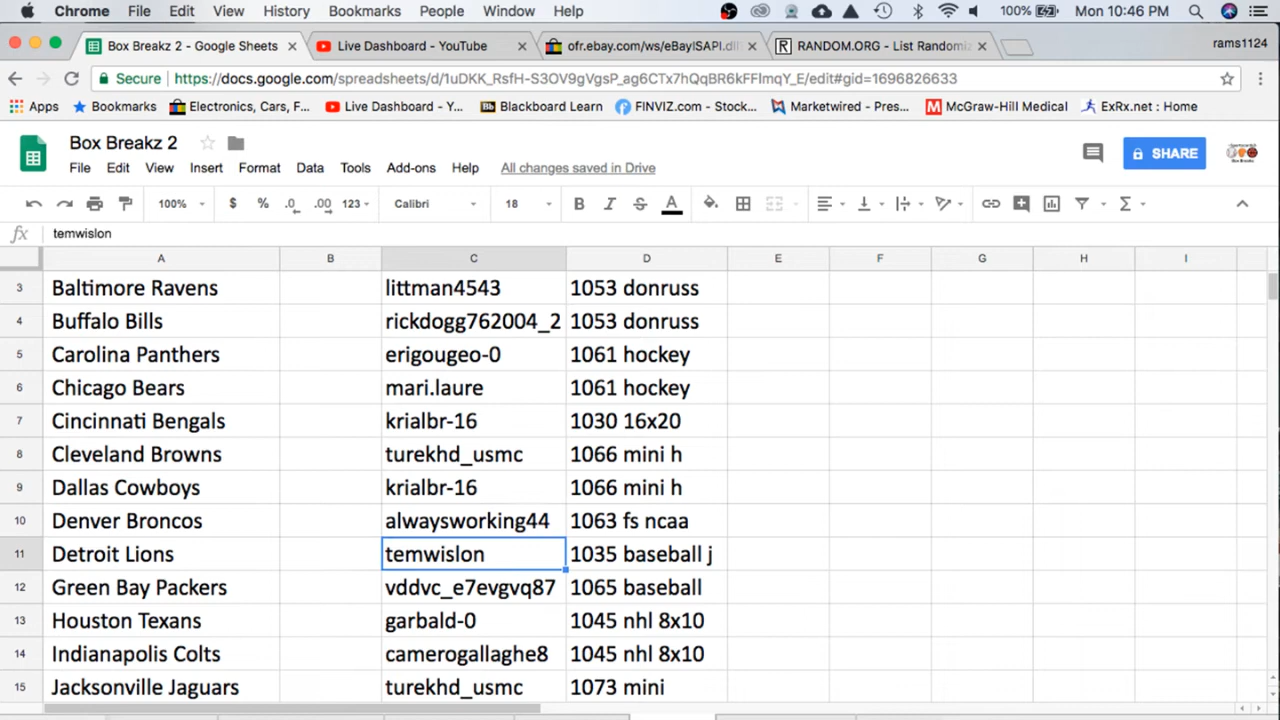 Chrome File Edit View History Bookmarks People Window Help 100% Mon 10:46 PM
Box Breakz 2 - Google Sheets Live Dashboard - YouTube ofr.ebay.com/ws/eBayISAPI.dl RANDOM.ORG - List Randomiz rams1124
Secure https://docs.google.com/spreadsheets/d/1uDKK_RsfH-S3OV9gVgsP_ag6CTx7hQqBR6kFFImqY_E/edit#gid=1696826633
Apps Bookmarks Electronics, Cars, F... Live Dashboard - Y... Bb Blackboard Learn FINVIZ.com - Stock... Marketwired - Pres... McGraw-Hill Medical ExRx.net : Home
Box Breakz 2 SHARE
File Edit View Insert Format Data Tools Add-ons Help All changes saved in Drive
100% $ % .0 .00 123 Calibri 18 B I S A
fx temwislon
A B C D E F G H I
3 Baltimore Ravens littman4543 1053 donruss
4 Buffalo Bills rickdogg762004_2 1053 donruss
5 Carolina Panthers erigougeo-0 1061 hockey
6 Chicago Bears mari.laure 1061 hockey
7 Cincinnati Bengals krialbr-16 1030 16x20
8 Cleveland Browns turekhd_usmc 1066 mini h
9 Dallas Cowboys krialbr-16 1066 mini h
10 Denver Broncos alwaysworking44 1063 fs ncaa
11 Detroit Lions temwislon 1035 baseball j
12 Green Bay Packers vddvc_e7evgvq87 1065 baseball
13 Houston Texans garbald-0 1045 nhl 8x10
14 Indianapolis Colts camerogallaghe8 1045 nhl 8x10
15 Jacksonville Jaguars turekhd_usmc 1073 mini